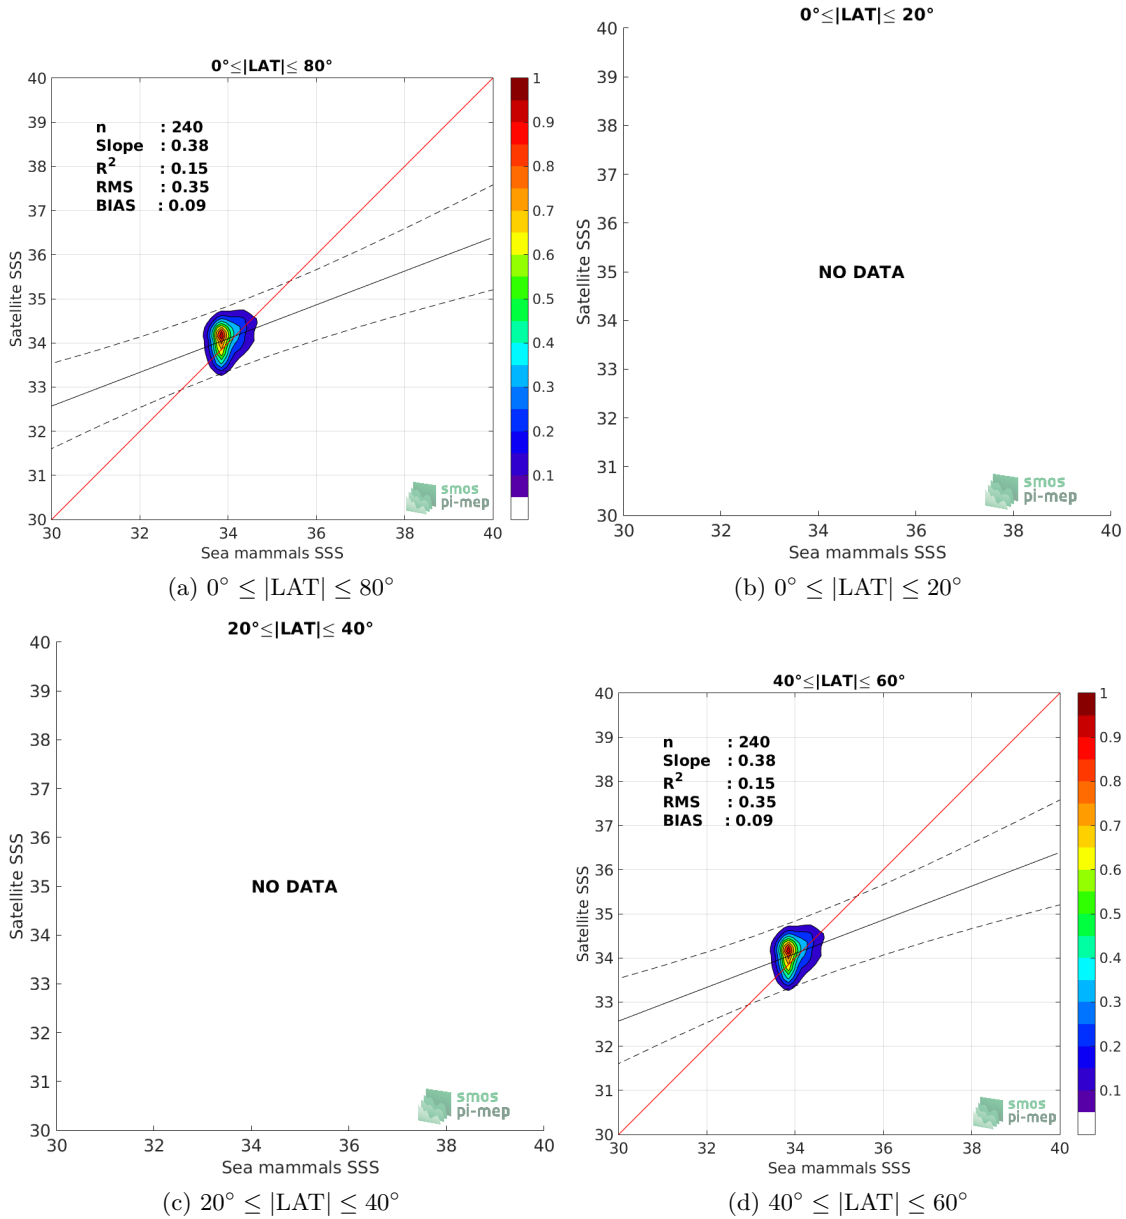 0°≤|LAT|≤ 80°
40
39
38
37
36
35
34
33
32
31
30
Satellite SSS
n : 240
Slope : 0.38
R² : 0.15
RMS : 0.35
BIAS : 0.09
smos
pi-mep
30 32 34 36 38 40
Sea mammals SSS
1
0.9
0.8
0.7
0.6
0.5
0.4
0.3
0.2
0.1
(a) 0° ≤ |LAT| ≤ 80°
0°≤|LAT|≤ 20°
40
39
38
37
36
35
34
33
32
31
30
Satellite SSS
NO DATA
smos
pi-mep
30 32 34 36 38 40
Sea mammals SSS
(b) 0° ≤ |LAT| ≤ 20°
20°≤|LAT|≤ 40°
40
39
38
37
36
35
34
33
32
31
30
Satellite SSS
NO DATA
smos
pi-mep
30 32 34 36 38 40
Sea mammals SSS
(c) 20° ≤ |LAT| ≤ 40°
40°≤|LAT|≤ 60°
40
39
38
37
36
35
34
33
32
31
30
Satellite SSS
n : 240
Slope : 0.38
R² : 0.15
RMS : 0.35
BIAS : 0.09
smos
pi-mep
30 32 34 36 38 40
Sea mammals SSS
1
0.9
0.8
0.7
0.6
0.5
0.4
0.3
0.2
0.1
(d) 40° ≤ |LAT| ≤ 60°